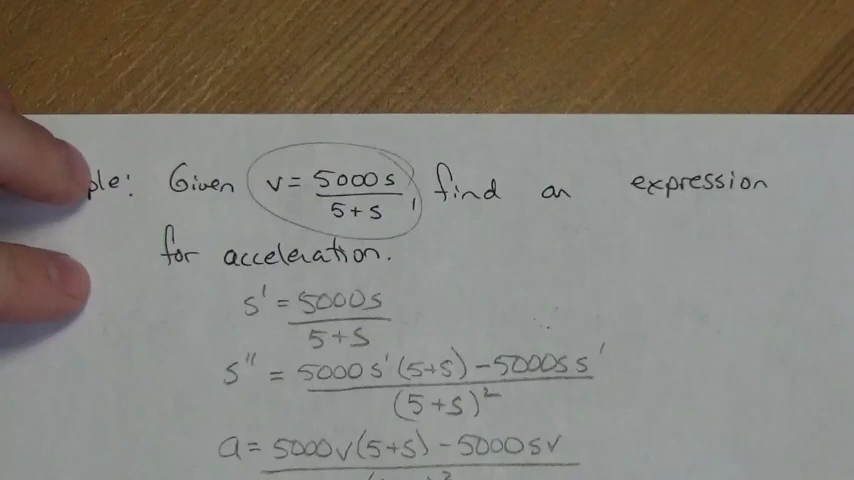 ple: Given v = 5000s / 5+s, find an expression
for acceleration.
s' = 5000s / 5+s
s'' = 5000s'(5+s) - 5000ss' / (5+s)²
a = 5000v(5+s) - 5000sv